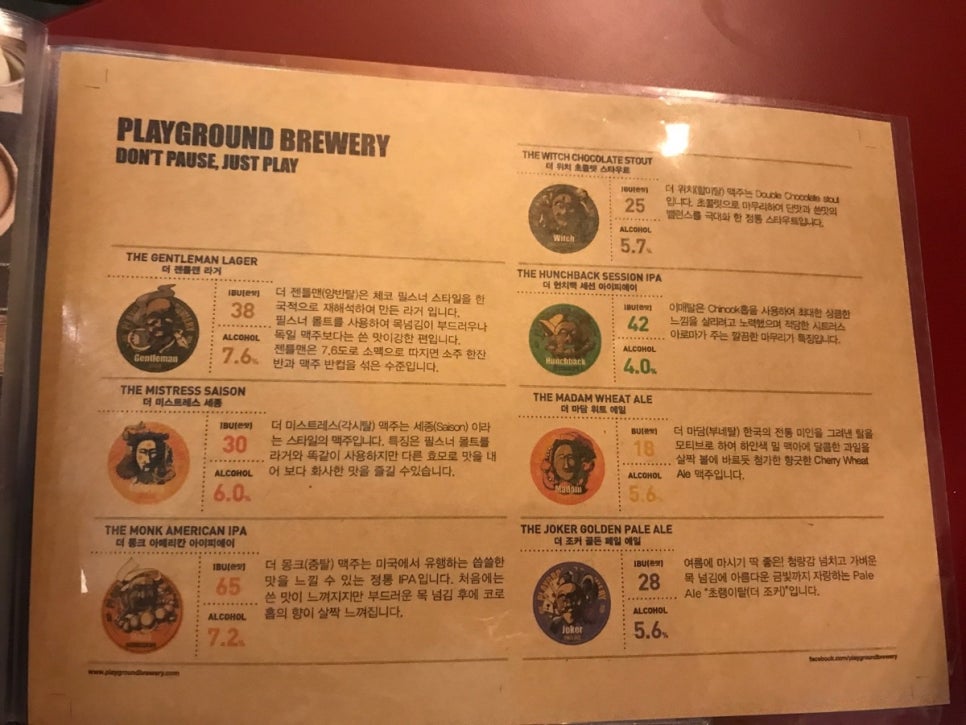 PLAYGROUND BREWERY
DON'T PAUSE, JUST PLAY
THE GENTLEMAN LAGER
더 젠틀맨 라거
Gentleman
IBU(쓴맛)
38
ALCOHOL
7.6%
더 젠틀맨(양반탈)은 체코 필스너 스타일을 한
국적으로 재해석하여 만든 라거 입니다.
필스너 몰트를 사용하여 목넘김이 부드러우나
독일 맥주보다는 쓴 맛이강한 편입니다.
젠틀맨은 7.6도로 소맥으로 따지면 소주 한잔
반과 맥주 반컵을 섞은 수준입니다.
THE MISTRESS SAISON
더 미스트레스 세종
IBU(쓴맛)
30
ALCOHOL
6.0%
더 미스트레스(각시탈) 맥주는 세종(Saison) 이라
는 스타일의 맥주입니다. 특징은 필스너 몰트를
라거와 똑같이 사용하지만 다른 효모로 맛을 내
어 보다 화사한 맛을 즐길 수있습니다.
THE MONK AMERICAN IPA
더 몽크 아메리칸 아이피에이
IBU(쓴맛)
65
ALCOHOL
7.2%
더 몽크(중탈) 맥주는 미국에서 유행하는 씁쓸한
맛을 느낄 수 있는 정통 IPA입니다. 처음에는
쓴 맛이 느껴지지만 부드러운 목 넘김 후에 코로
홉의 향이 살짝 느껴집니다.
www.playgroundbrewery.com
THE WITCH CHOCOLATE STOUT
더 위치 초콜릿 스타우트
Witch
IBU(쓴맛)
25
ALCOHOL
5.7%
더 위치(할미탈) 맥주는 Double Chocolate stout
입니다. 초콜릿으로 마무리하여 단맛과 쓴맛의
밸런스를 극대화 한 정통 스타우트입니다.
THE HUNCHBACK SESSION IPA
더 헌치백 세션 아이피에이
Hunchback
IBU(쓴맛)
42
ALCOHOL
4.0%
이매탈은 Chinook홉을 사용하여 최대한 상큼한
느낌을 살리려고 노력했으며 적당한 시트러스
아로마가 주는 깔끔한 마무리가 특징입니다.
THE MADAM WHEAT ALE
더 마담 위트 에일
Madam
IBU(쓴맛)
18
ALCOHOL
5.6%
더 마담(부네탈) 한국의 전통 미인을 그려낸 탈을
모티브로 하여 하얀색 밀 맥아에 달콤한 과일을
살짝 볼에 바르듯 첨가한 향긋한 Cherry Wheat
Ale 맥주입니다.
THE JOKER GOLDEN PALE ALE
더 조커 골든 페일 에일
Joker
IBU(쓴맛)
28
ALCOHOL
5.6%
여름에 마시기 딱 좋은! 청량감 넘치고 가벼운
목 넘김에 아름다운 금빛까지 자랑하는 Pale
Ale "초랭이탈(더 조커)"입니다.
facebook.com/playgroundbrewery